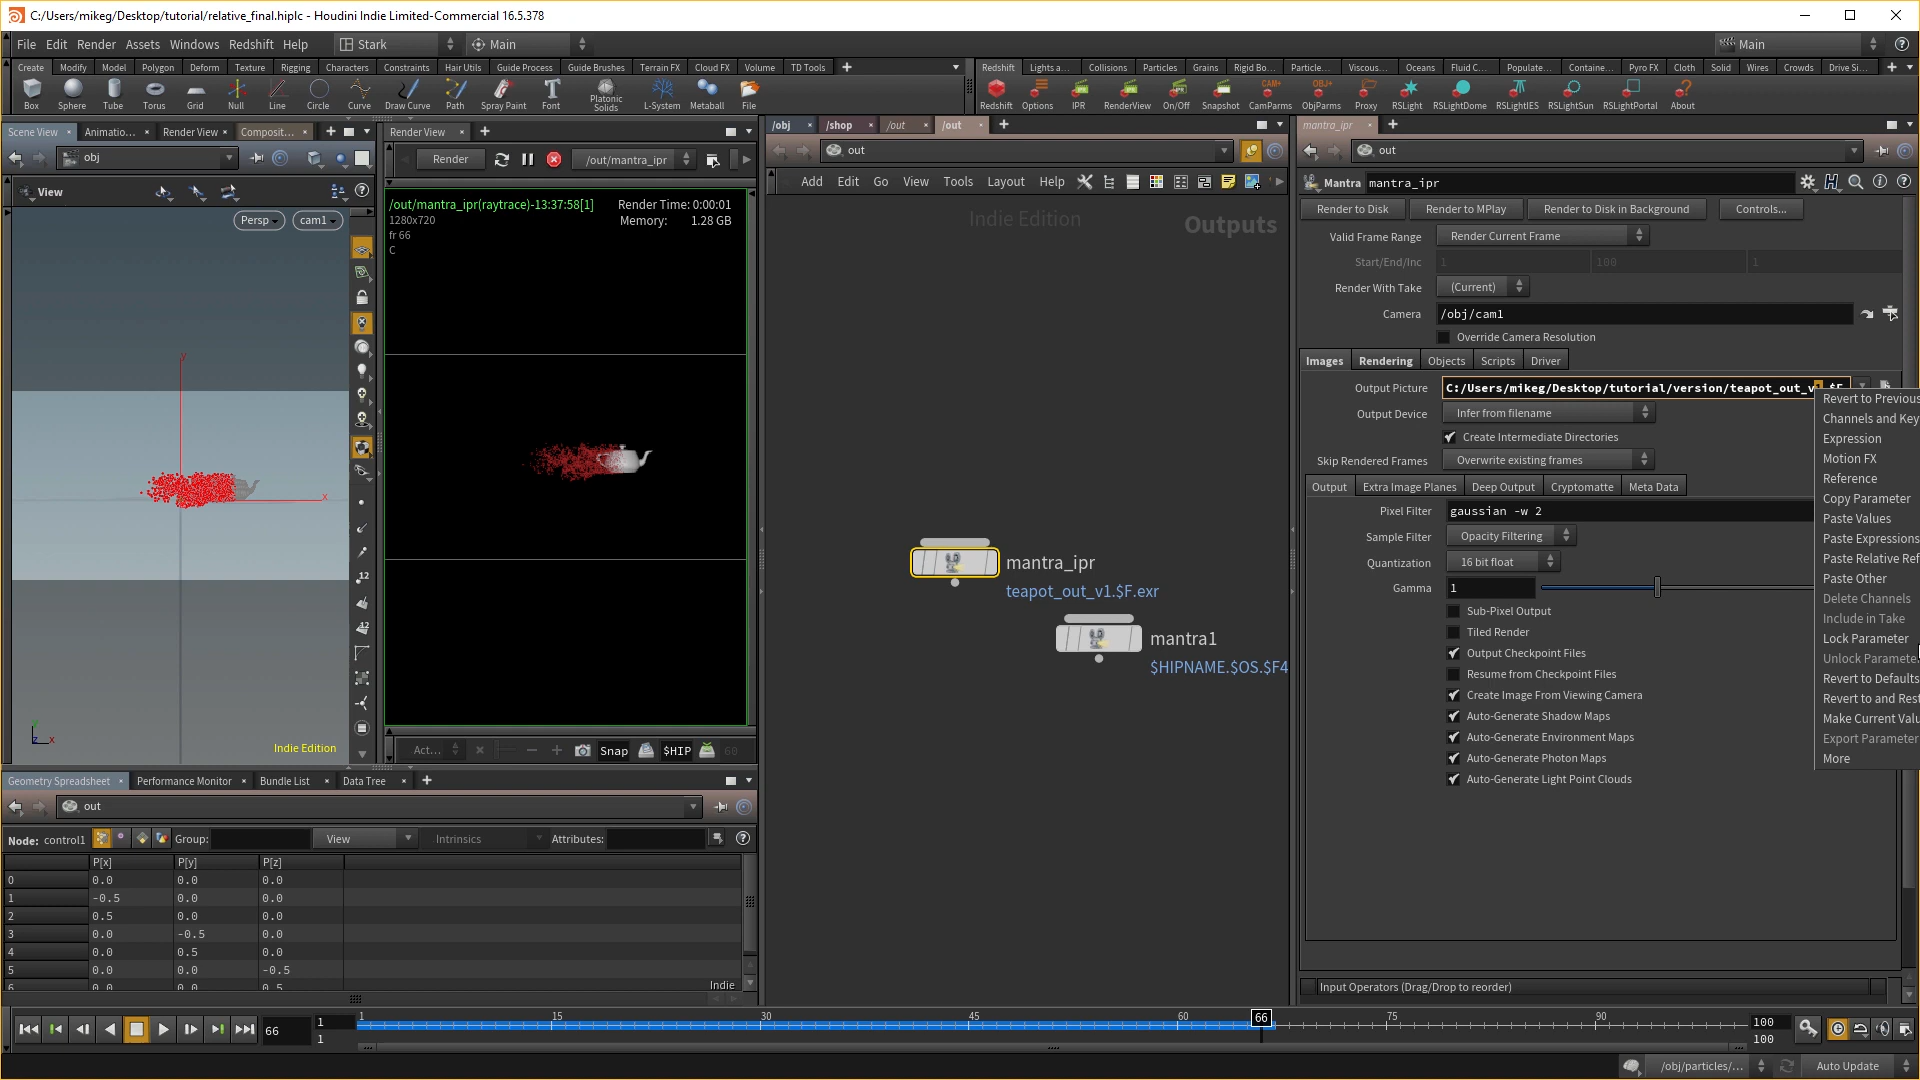 C:/Users/mikeg/Desktop/tutorial/relative_final.hiplc - Houdini Indie Limited-Commercial 16.5.378
File Edit Render Assets Windows Redshift Help Stark Main Main
Create Modify Model Polygon Deform Texture Rigging Characters Constraints Hair Utils Guide Process Guide Brushes Terrain FX Cloud FX Volume TD Tools
Redshift Lights a... Collisions Particles Grains Rigid Bo... Particle... Viscous... Oceans Fluid C... Populate... Containe... Pyro FX Cloth Solid Wires Crowds Drive Si...
Box Sphere Tube Torus Grid Null Line Circle Curve Draw Curve Path Spray Paint Font Platonic Solids L-System Metaball File
Redshift Options IPR RenderView On/Off Snapshot CamParms ObjParms Proxy RSLight RSLightDome RSLightIES RSLightSun RSLightPortal About
Scene View Animatio... Render View Composit...
obj
View
Persp cam1
Indie Edition
Render View
Render /out/mantra_ipr
/out/mantra_ipr(raytrace)-13:37:58[1] Render Time: 0:00:01
1280x720 Memory: 1.28 GB
fr 66
C
Act... Snap $HIP 60
/obj /shop /out /out
out
Add Edit Go View Tools Layout Help
Indie Edition Outputs
mantra_ipr
teapot_out_v1.$F.exr
mantra1
$HIPNAME.$OS.$F4
mantra_ipr
out
Mantra mantra_ipr
Render to Disk Render to MPlay Render to Disk in Background Controls...
Valid Frame Range Render Current Frame
Start/End/Inc 1 100 1
Render With Take (Current)
Camera /obj/cam1
Override Camera Resolution
Images Rendering Objects Scripts Driver
Output Picture C:/Users/mikeg/Desktop/tutorial/version/teapot_out_v
Output Device Infer from filename
Create Intermediate Directories
Skip Rendered Frames Overwrite existing frames
Output Extra Image Planes Deep Output Cryptomatte Meta Data
Pixel Filter gaussian -w 2
Sample Filter Opacity Filtering
Quantization 16 bit float
Gamma 1
Sub-Pixel Output
Tiled Render
Output Checkpoint Files
Resume from Checkpoint Files
Create Image From Viewing Camera
Auto-Generate Shadow Maps
Auto-Generate Environment Maps
Auto-Generate Photon Maps
Auto-Generate Light Point Clouds
Revert to Previous
Channels and Key
Expression
Motion FX
Reference
Copy Parameter
Paste Values
Paste Expressions
Paste Relative Ref
Paste Other
Delete Channels
Include in Take
Lock Parameter
Unlock Paramete
Revert to Defaults
Revert to and Rest
Make Current Valu
Export Parameter
More
Input Operators (Drag/Drop to reorder)
Geometry Spreadsheet Performance Monitor Bundle List Data Tree
out
Node: control1 Group: View Intrinsics Attributes:
P[x] P[y] P[z]
0 0.0 0.0 0.0
1 -0.5 0.0 0.0
2 0.5 0.0 0.0
3 0.0 -0.5 0.0
4 0.0 0.5 0.0
5 0.0 0.0 -0.5
6 0.0 0.0 0.5
Indie
66 1 1 15 30 45 60 66 75 90 100
1 100
/obj/particles/... Auto Update